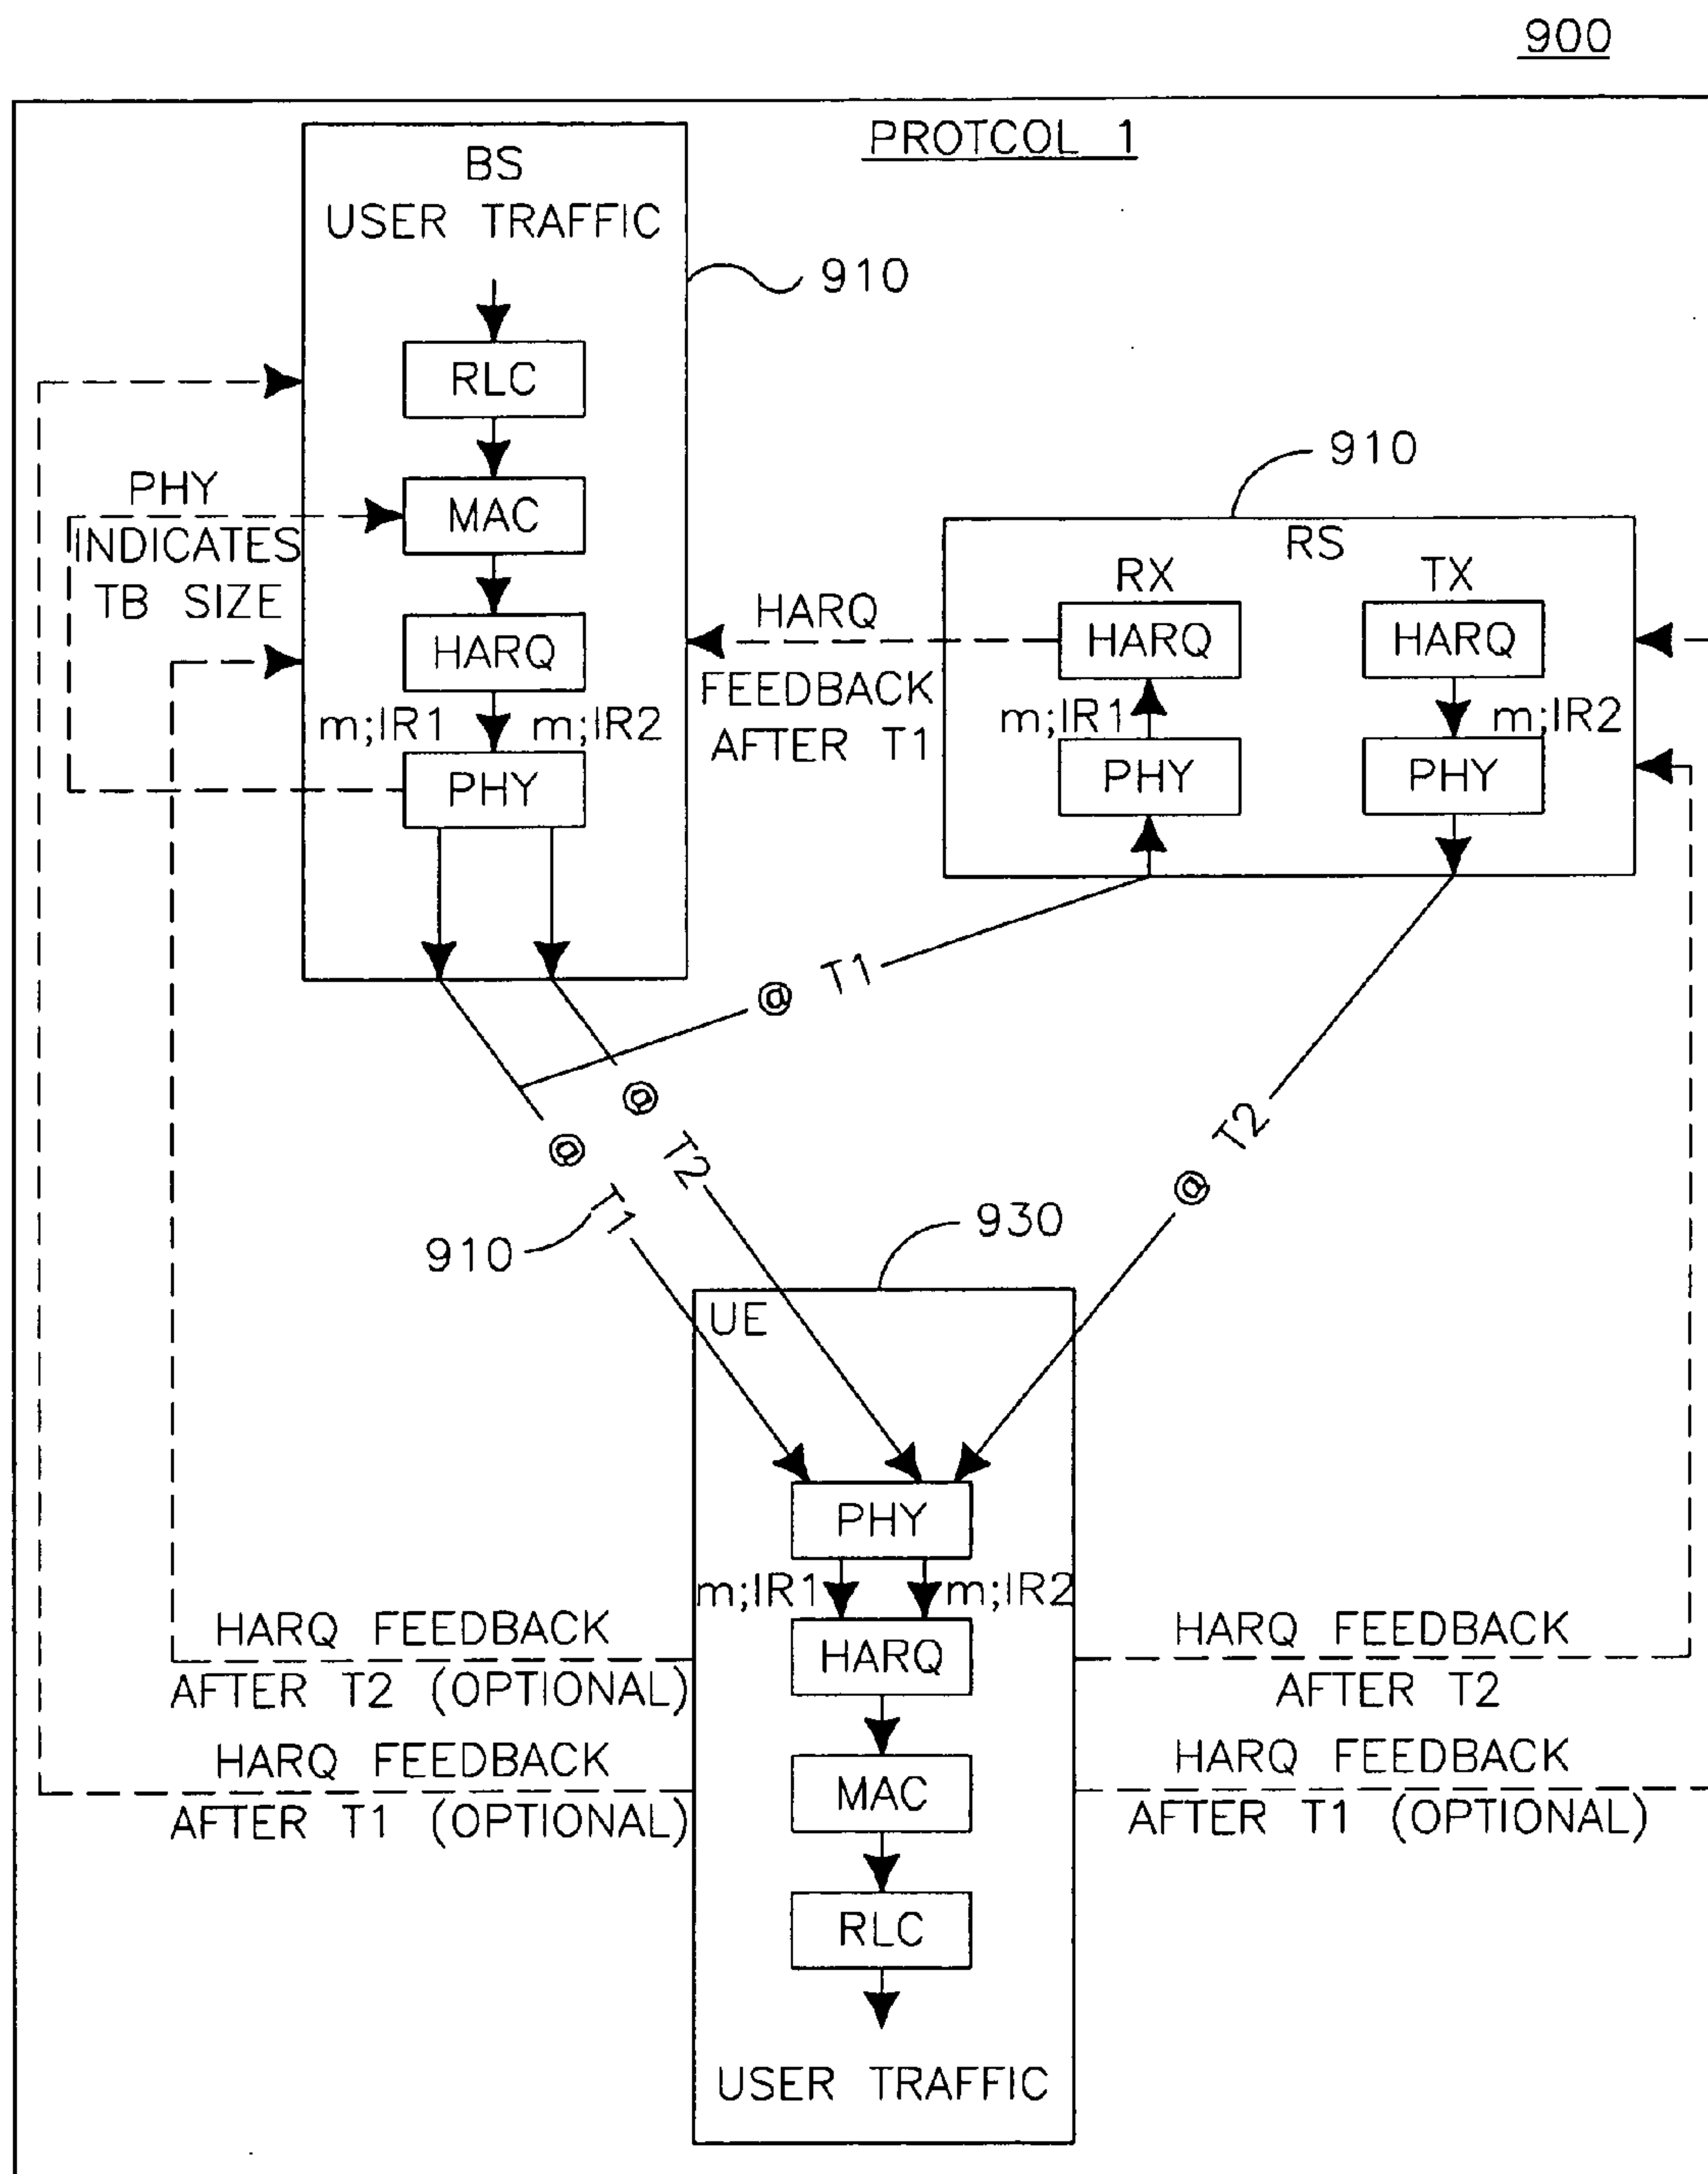 900
PROTCOL 1
BS
USER TRAFFIC
910
RLC
910
PHY
MAC
INDICATES
RS
TB SIZE
RX
TX
HARQ
HARQ
HARQ
HARQ
FEEDBACK
m;IR1
m;IR2
m;IR1
m;IR2
AFTER T1
PHY
PHY
PHY
@ T1
@ T2
@ T2
@ T1
910
930
UE
PHY
m;IR1
m;IR2
HARQ FEEDBACK
AFTER T2 (OPTIONAL)
HARQ
HARQ FEEDBACK
AFTER T2
HARQ FEEDBACK
AFTER T1 (OPTIONAL)
MAC
HARQ FEEDBACK
AFTER T1 (OPTIONAL)
RLC
USER TRAFFIC